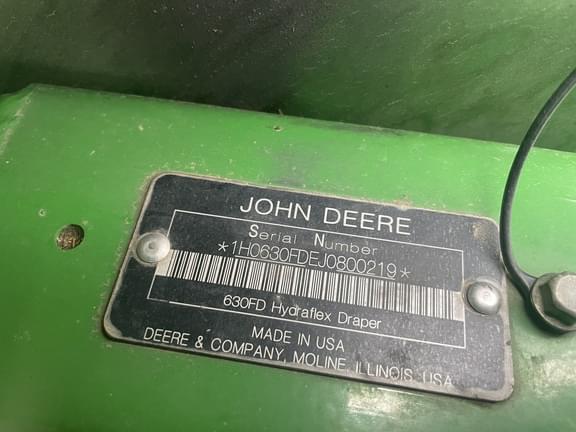 JOHN DEERE
Serial Number
*1H0630FDEJ0800219*
630FD Hydraflex Draper
MADE IN USA
DEERE & COMPANY, MOLINE, ILLINOIS, USA